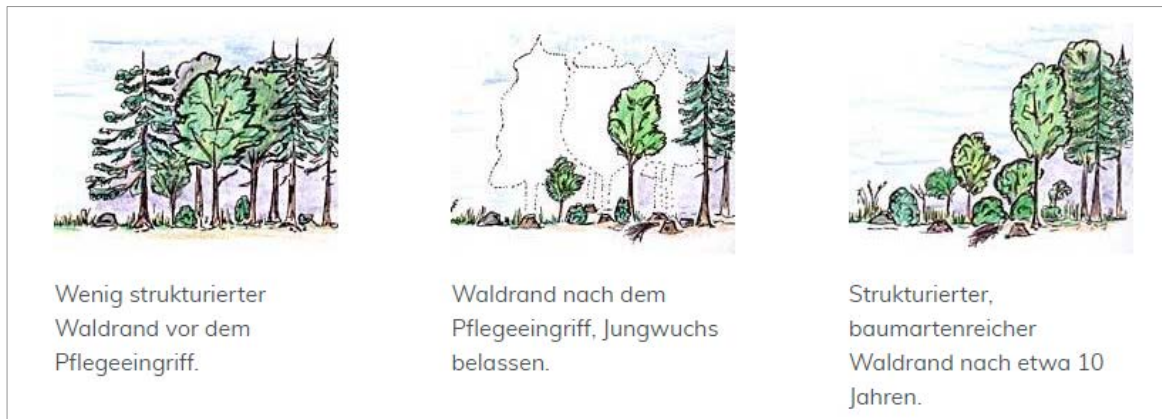 Wenig strukturierter
Waldrand vor dem
Pflegeeingriff.
Waldrand nach dem
Pflegeeingriff, Jungwuchs
belassen.
Strukturierter,
baumartenreicher
Waldrand nach etwa 10
Jahren.